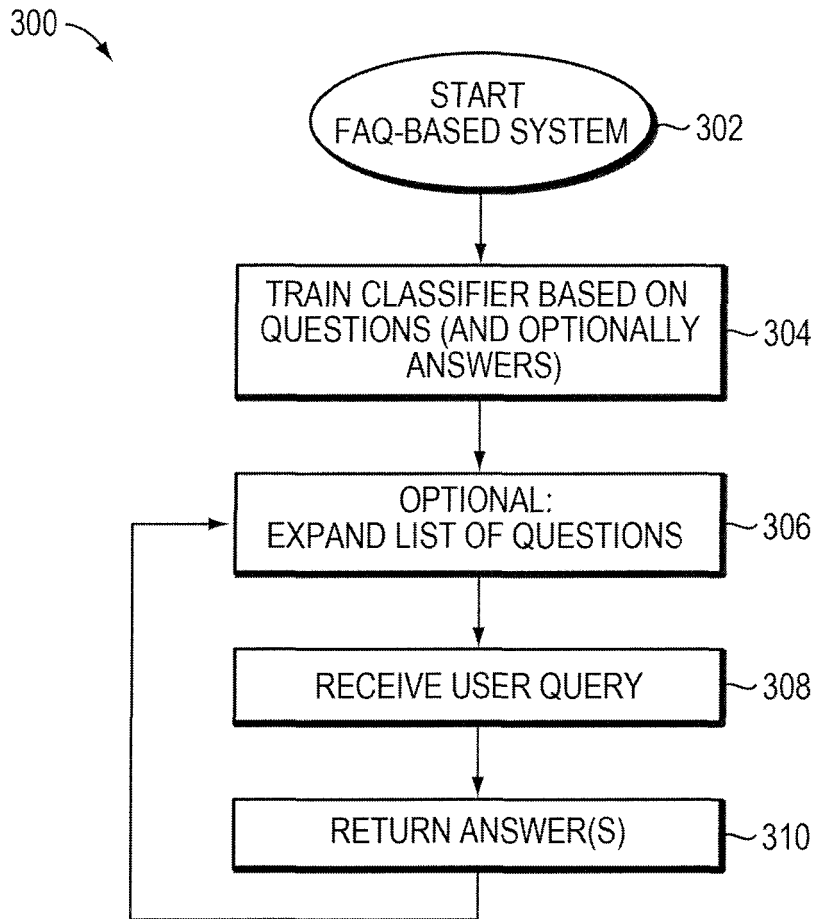 300
START
FAQ-BASED SYSTEM
302
TRAIN CLASSIFIER BASED ON
QUESTIONS (AND OPTIONALLY
ANSWERS)
304
OPTIONAL:
EXPAND LIST OF QUESTIONS
306
RECEIVE USER QUERY
308
RETURN ANSWER(S)
310